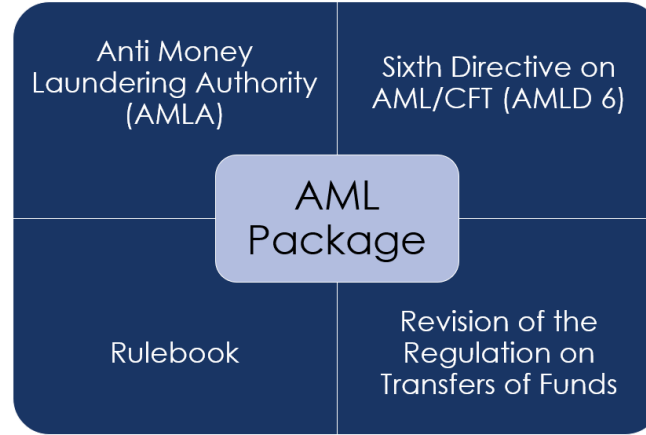 Anti Money
Laundering Authority
(AMLA)
Sixth Directive on
AML/CFT (AMLD 6)
AML
Package
Rulebook
Revision of the
Regulation on
Transfers of Funds